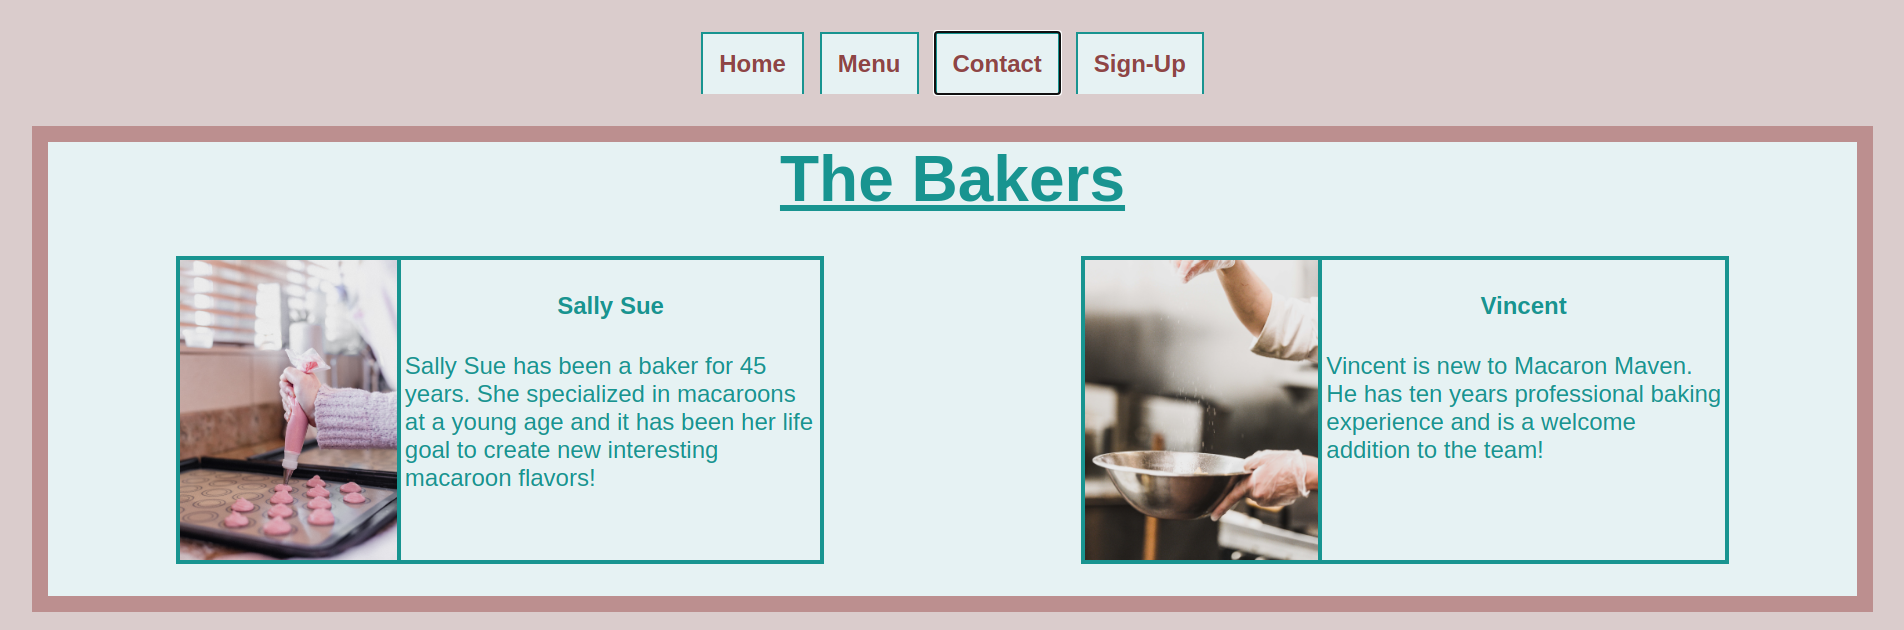 Home
Menu
Contact
Sign-Up
The Bakers
Sally Sue
Sally Sue has been a baker for 45
years. She specialized in macaroons
at a young age and it has been her life
goal to create new interesting
macaroon flavors!
Vincent
Vincent is new to Macaron Maven.
He has ten years professional baking
experience and is a welcome
addition to the team!